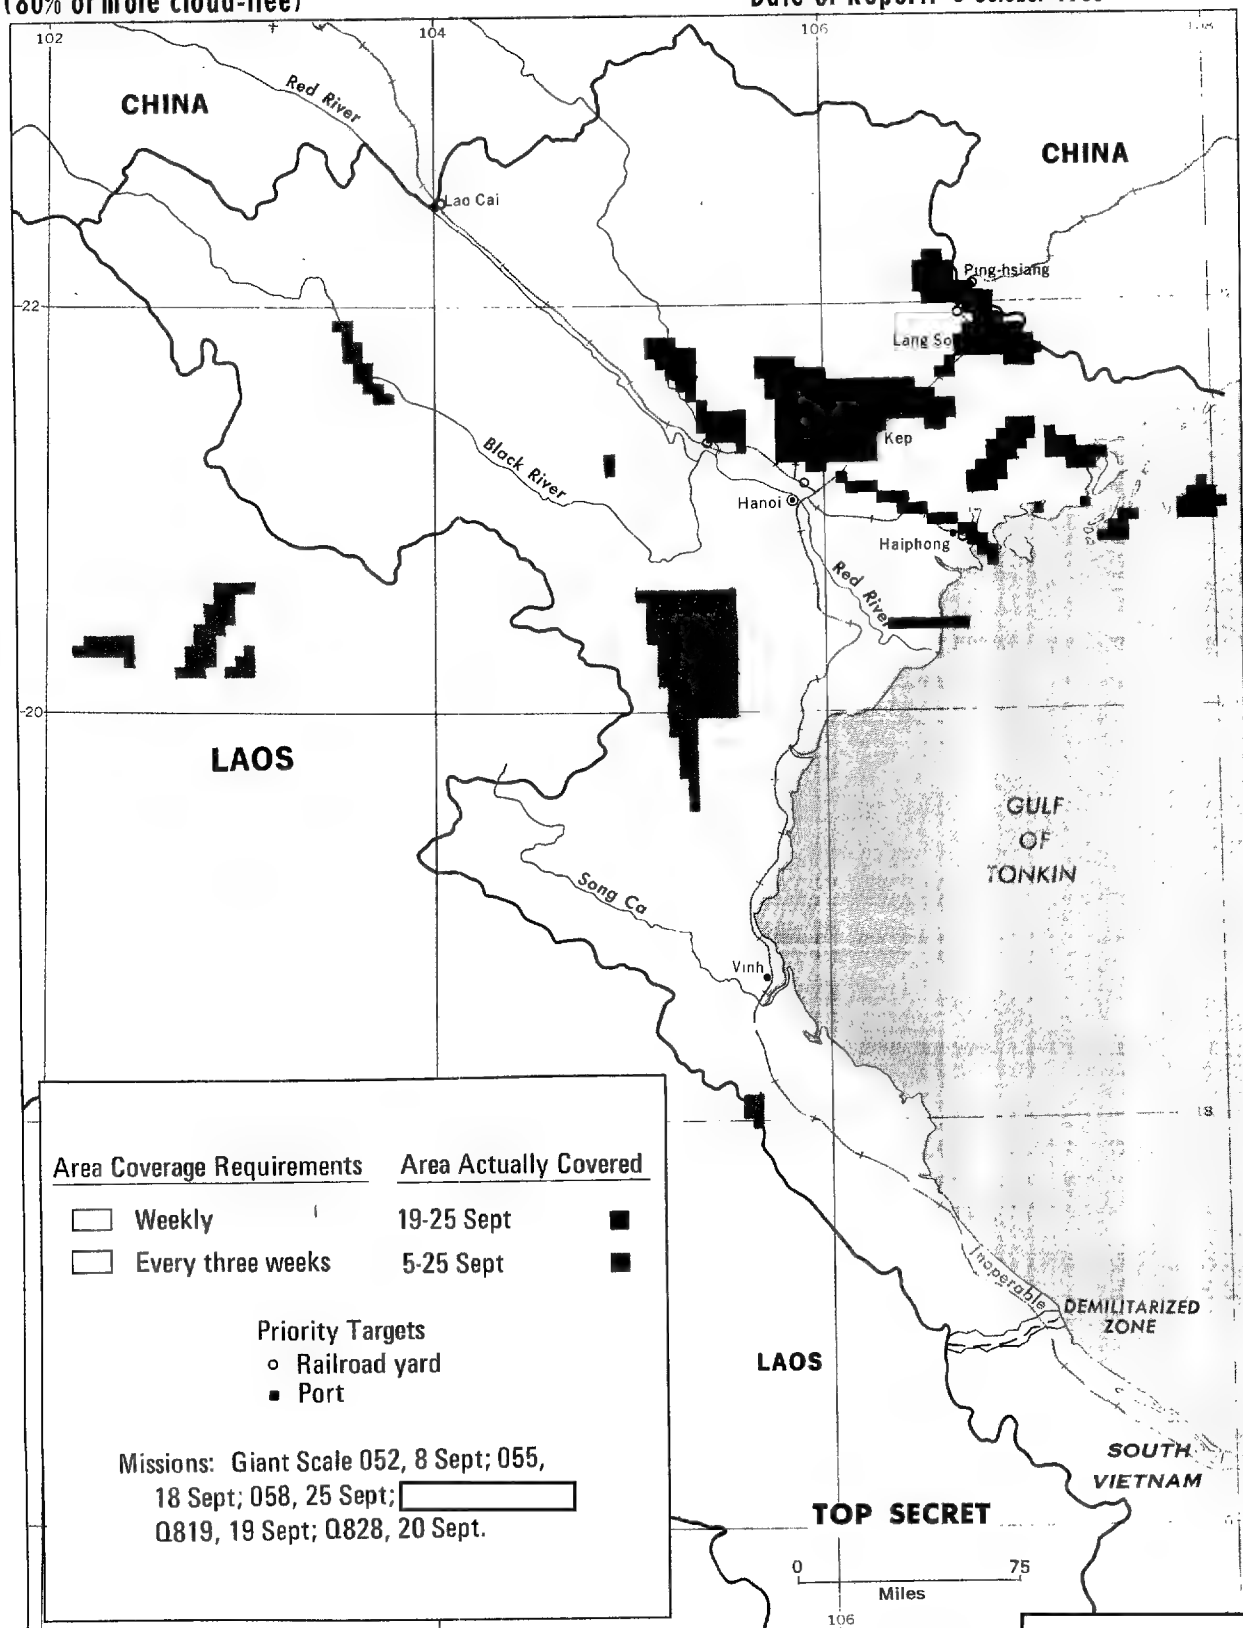 (80% or more cloud-free)
102
104
106
CHINA
Red River
CHINA
Lao Cai
Ping-hsiang
22
Lang So
Kep
Black River
Hanoi
Haiphong
Red River
20
LAOS
GULF
OF
TONKIN
Song Ca
Vinh
18
Area Coverage Requirements
Area Actually Covered
Weekly
19-25 Sept
Every three weeks
5-25 Sept
Priority Targets
Railroad yard
Port
Missions: Giant Scale 052, 8 Sept; 055,
18 Sept; 058, 25 Sept;
Q819, 19 Sept; Q828, 20 Sept.
Inoperable
DEMILITARIZED
ZONE
LAOS
SOUTH
VIETNAM
TOP SECRET
0
75
Miles
106